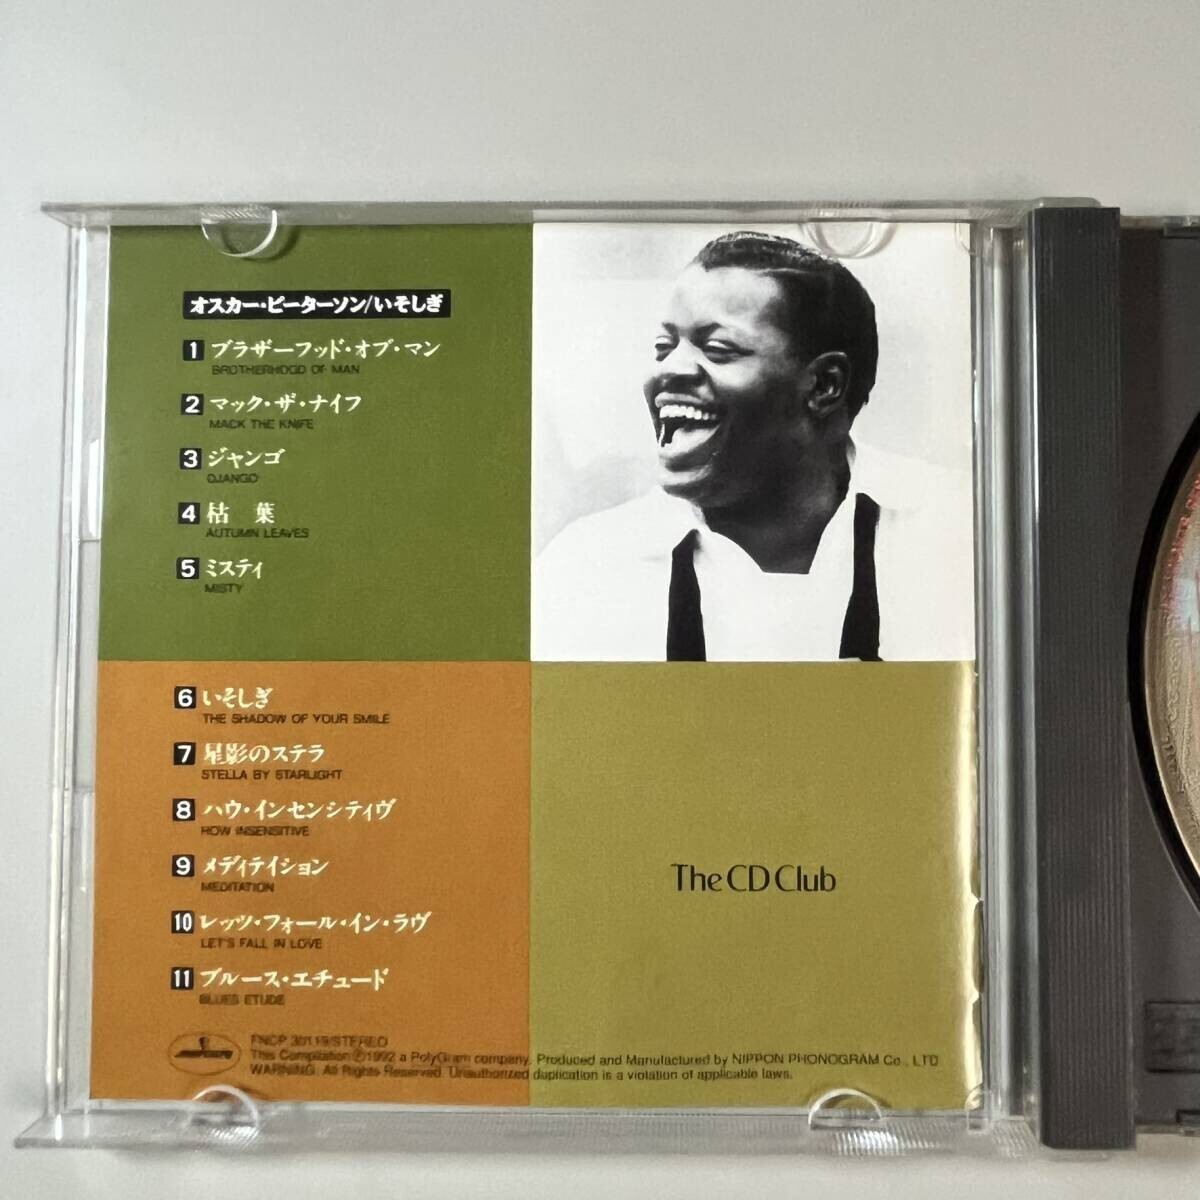 オスカー・ピーターソン/いそしぎ
1 ブラザーフッド・オブ・マン
BROTHERHOOD OF MAN
2 マック・ザ・ナイフ
MACK THE KNIFE
3 ジャンゴ
DJANGO
4 枯 葉
AUTUMN LEAVES
5 ミスティ
MISTY
6 いそしぎ
THE SHADOW OF YOUR SMILE
7 星影のステラ
STELLA BY STARLIGHT
8 ハウ・インセンシティヴ
HOW INSENSITIVE
9 メディテイション
MEDITATION
10 レッツ・フォール・イン・ラヴ
LET'S FALL IN LOVE
11 ブルース・エチュード
BLUES ETUDE
The CD Club
FNCP 30119/STEREO
This Compilation Ⓟ1992 a PolyGram company, Produced and Manufactured by NIPPON PHONOGRAM Co., LTD
WARNING: All Rights Reserved. Unauthorized duplication is a violation of applicable laws.